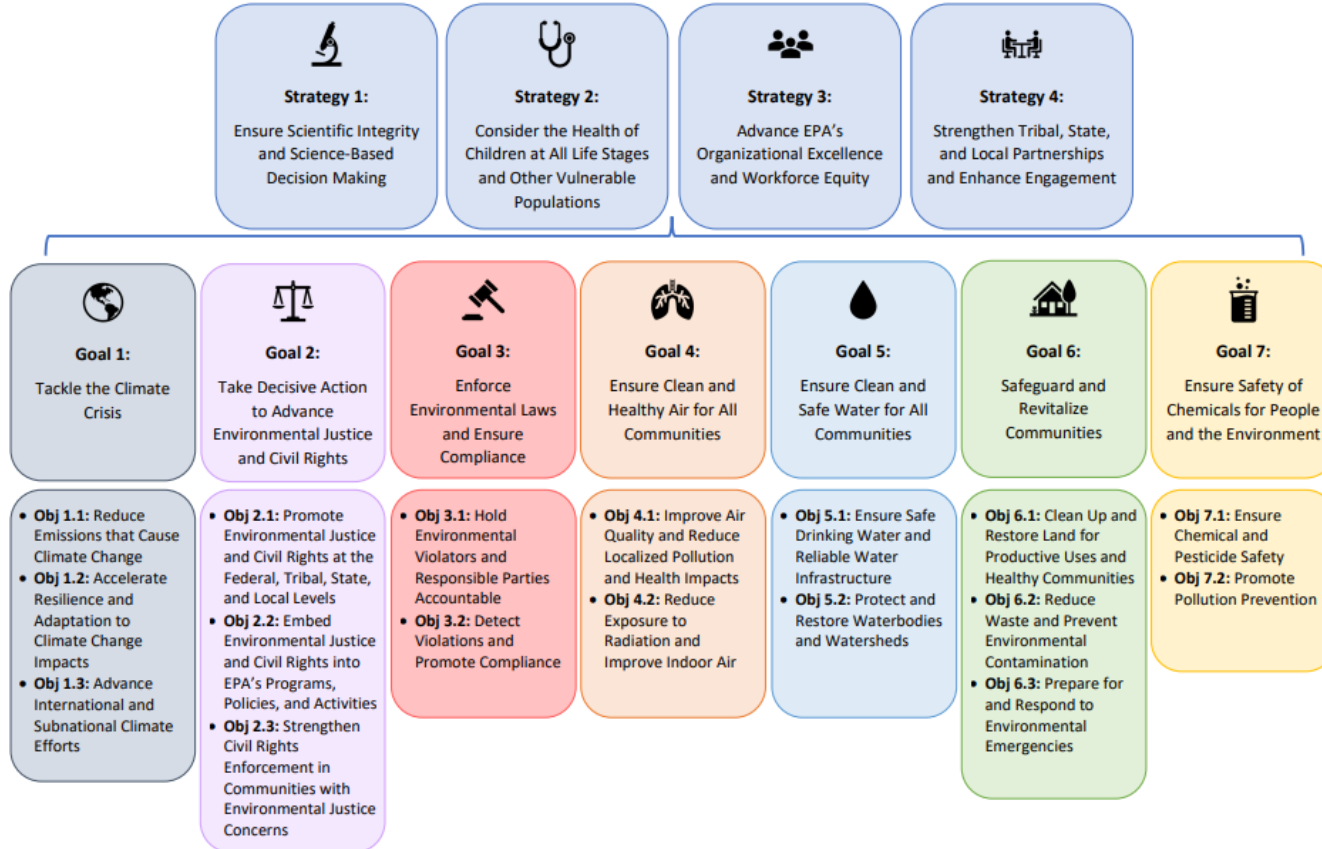 Strategy 1:
Ensure Scientific Integrity
and Science-Based
Decision Making
Strategy 2:
Consider the Health of
Children at All Life Stages
and Other Vulnerable
Populations
Strategy 3:
Advance EPA’s
Organizational Excellence
and Workforce Equity
Strategy 4:
Strengthen Tribal, State,
and Local Partnerships
and Enhance Engagement
Goal 1:
Tackle the Climate
Crisis
Goal 2:
Take Decisive Action
to Advance
Environmental Justice
and Civil Rights
Goal 3:
Enforce
Environmental Laws
and Ensure
Compliance
Goal 4:
Ensure Clean and
Healthy Air for All
Communities
Goal 5:
Ensure Clean and
Safe Water for All
Communities
Goal 6:
Safeguard and
Revitalize
Communities
Goal 7:
Ensure Safety of
Chemicals for People
and the Environment
• Obj 1.1: Reduce
Emissions that Cause
Climate Change
• Obj 1.2: Accelerate
Resilience and
Adaptation to
Climate Change
Impacts
• Obj 1.3: Advance
International and
Subnational Climate
Efforts
• Obj 2.1: Promote
Environmental Justice
and Civil Rights at the
Federal, Tribal, State,
and Local Levels
• Obj 2.2: Embed
Environmental Justice
and Civil Rights into
EPA’s Programs,
Policies, and Activities
• Obj 2.3: Strengthen
Civil Rights
Enforcement in
Communities with
Environmental Justice
Concerns
• Obj 3.1: Hold
Environmental
Violators and
Responsible Parties
Accountable
• Obj 3.2: Detect
Violations and
Promote Compliance
• Obj 4.1: Improve Air
Quality and Reduce
Localized Pollution
and Health Impacts
• Obj 4.2: Reduce
Exposure to
Radiation and
Improve Indoor Air
• Obj 5.1: Ensure Safe
Drinking Water and
Reliable Water
Infrastructure
• Obj 5.2: Protect and
Restore Waterbodies
and Watersheds
• Obj 6.1: Clean Up and
Restore Land for
Productive Uses and
Healthy Communities
• Obj 6.2: Reduce
Waste and Prevent
Environmental
Contamination
• Obj 6.3: Prepare for
and Respond to
Environmental
Emergencies
• Obj 7.1: Ensure
Chemical and
Pesticide Safety
• Obj 7.2: Promote
Pollution Prevention